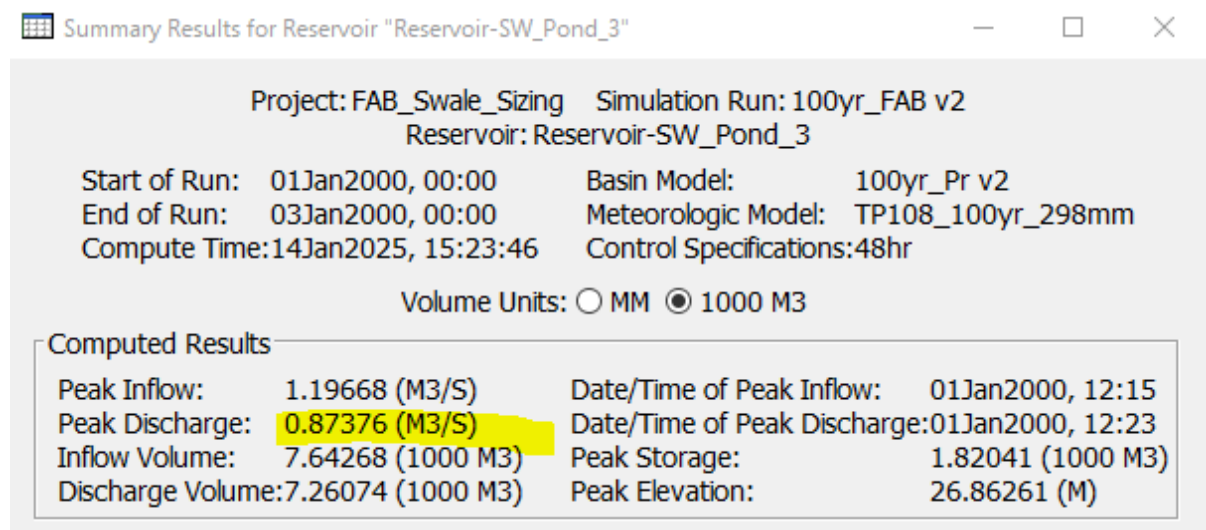 Summary Results for Reservoir "Reservoir-SW_Pond_3"
Project: FAB_Swale_Sizing Simulation Run: 100yr_FAB v2
Reservoir: Reservoir-SW_Pond_3
Start of Run: 01Jan2000, 00:00 Basin Model: 100yr_Pr v2
End of Run: 03Jan2000, 00:00 Meteorologic Model: TP108_100yr_298mm
Compute Time:14Jan2025, 15:23:46 Control Specifications:48hr
Volume Units: MM 1000 M3
Computed Results
Peak Inflow: 1.19668 (M3/S) Date/Time of Peak Inflow: 01Jan2000, 12:15
Peak Discharge: 0.87376 (M3/S) Date/Time of Peak Discharge:01Jan2000, 12:23
Inflow Volume: 7.64268 (1000 M3) Peak Storage: 1.82041 (1000 M3)
Discharge Volume:7.26074 (1000 M3) Peak Elevation: 26.86261 (M)